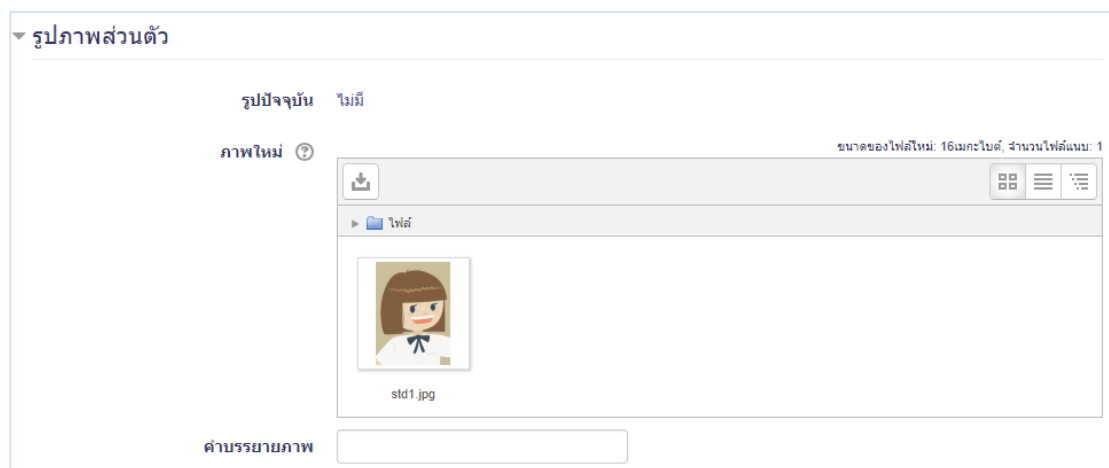 รูปภาพส่วนตัว
รูปปัจจุบัน ไม่มี
ภาพใหม่
ขนาดของไฟล์ใหม่: 16เมกะไบต์, จำนวนไฟล์แนบ: 1
ไฟล์
std1.jpg
คำบรรยายภาพ